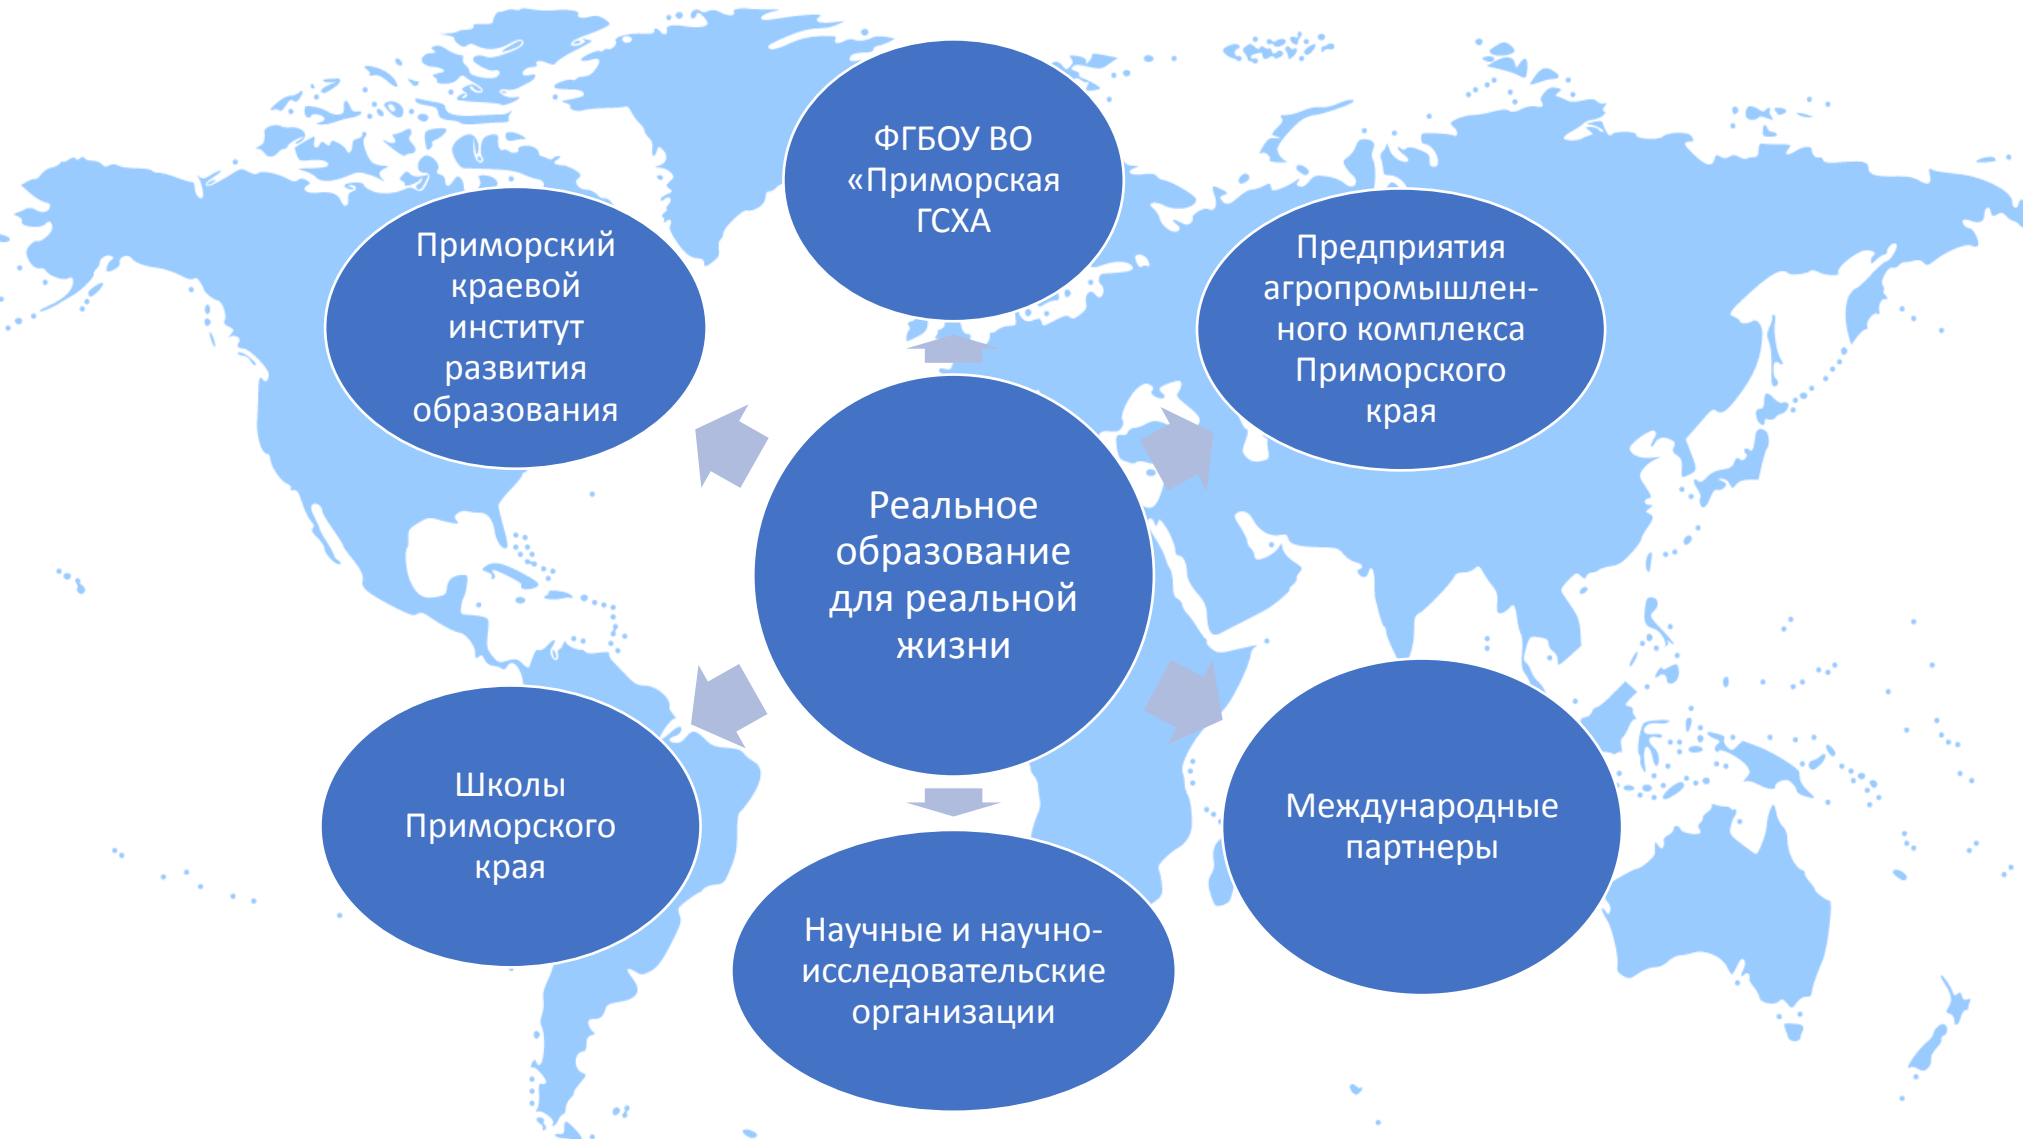 ФГБОУ ВО
«Приморская
ГСХА
Приморский
краевой
институт
развития
образования
Предприятия
агропромышлен-
ного комплекса
Приморского
края
Реальное
образование
для реальной
жизни
Школы
Приморского
края
Международные
партнеры
Научные и научно-
исследовательские
организации